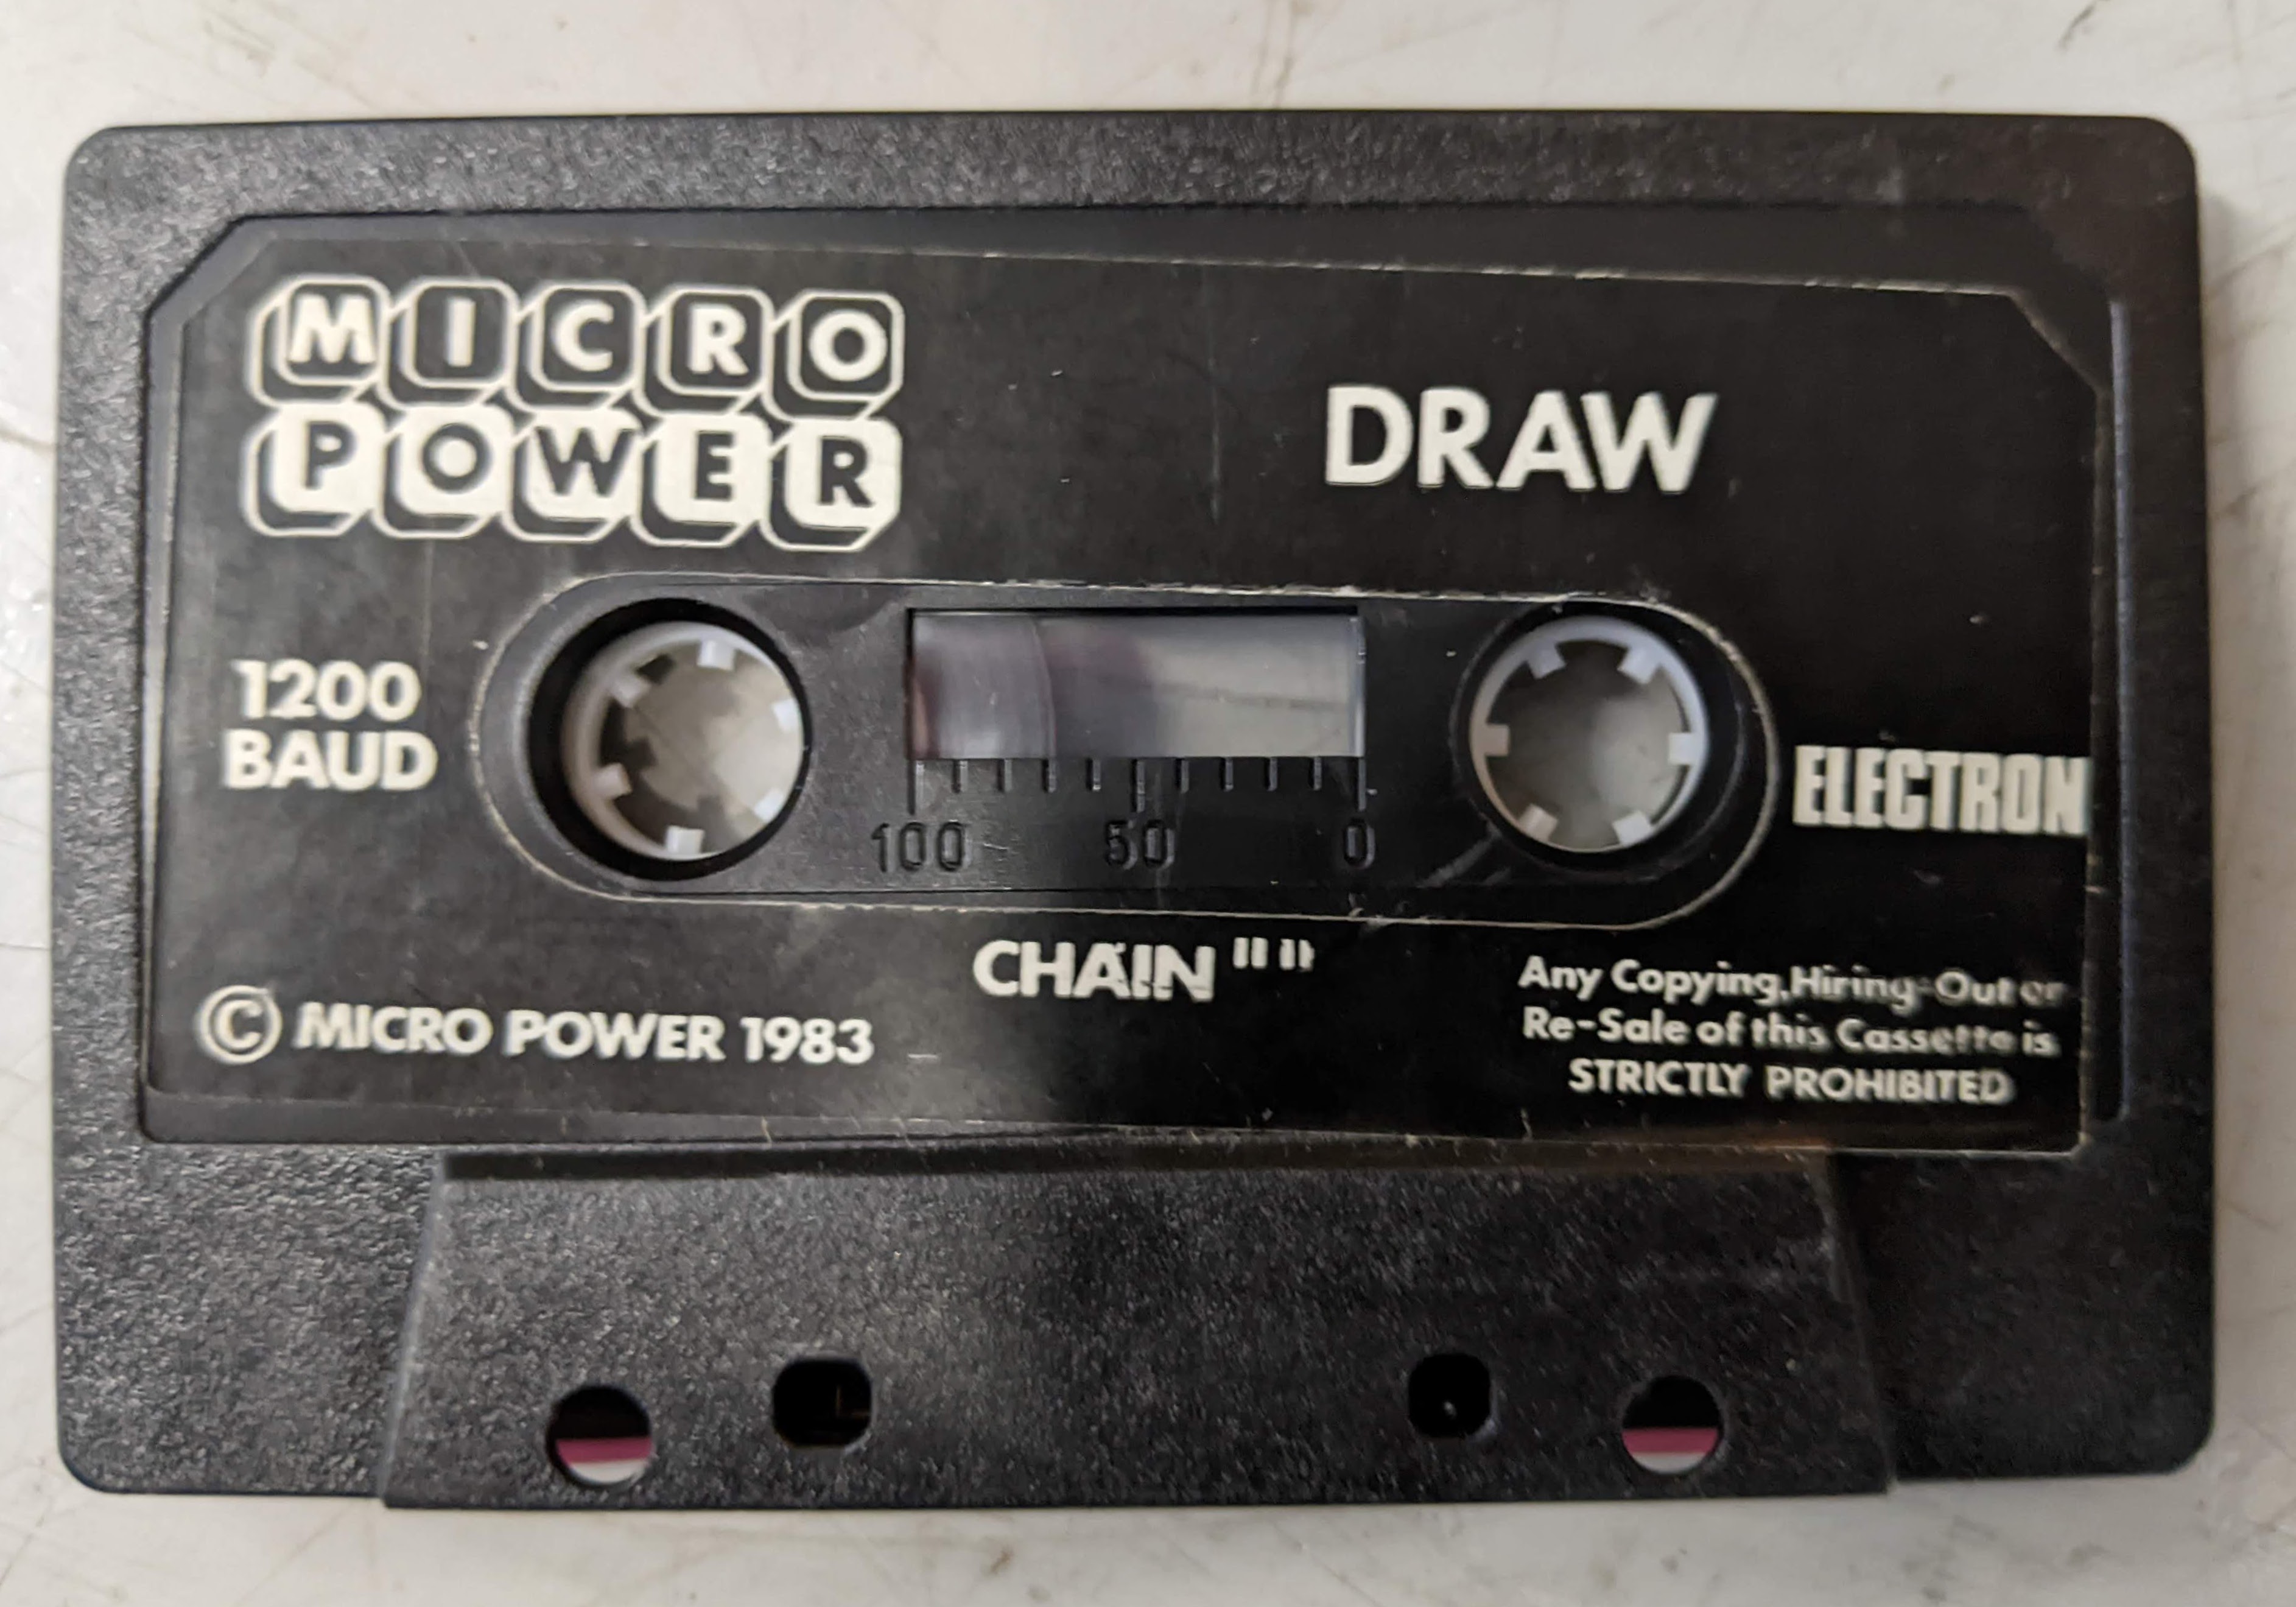 MICRO
POWER
DRAW
1200
BAUD
ELECTRON
100 50 0
CHAIN ""
© MICRO POWER 1983
Any Copying, Hiring-Out or
Re-Sale of this Cassette is
STRICTLY PROHIBITED